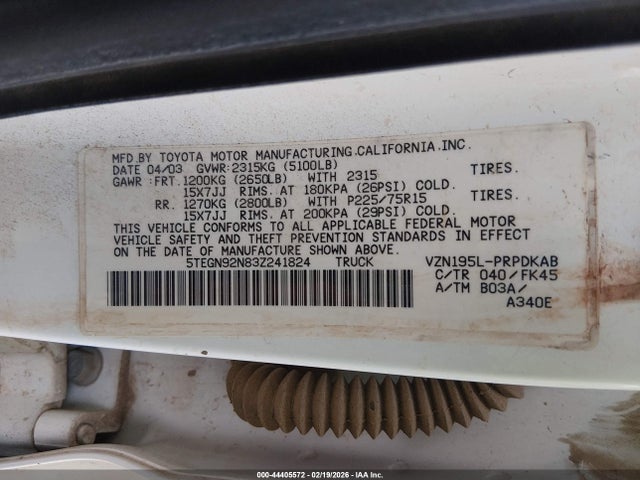 MFD BY TOYOTA MOTOR MANUFACTURING.CALIFORNIA.INC.
DATE 04/03 GVWR:2315KG (5100LB)
GAWR :FRT.1200KG (2650LB) WITH 2315 TIRES.
15X7JJ RIMS. AT 180KPA (26PSI) COLD.
RR. 1270KG (2800LB) WITH P225/75R15 TIRES.
15X7JJ RIMS. AT 200KPA (29PSI) COLD.
THIS VEHICLE CONFORMS TO ALL APPLICABLE FEDERAL MOTOR
VEHICLE SAFETY AND THEFT PREVENTION STANDARDS IN EFFECT
ON THE DATE OF MANUFACTURE SHOWN ABOVE.
5TEGN92N83Z241824 TRUCK VZN195L-PRPDKAB
C/TR 040/FK45
A/TM B03A/
A340E
000-44405572 - 02/19/2026 - IAA Inc.